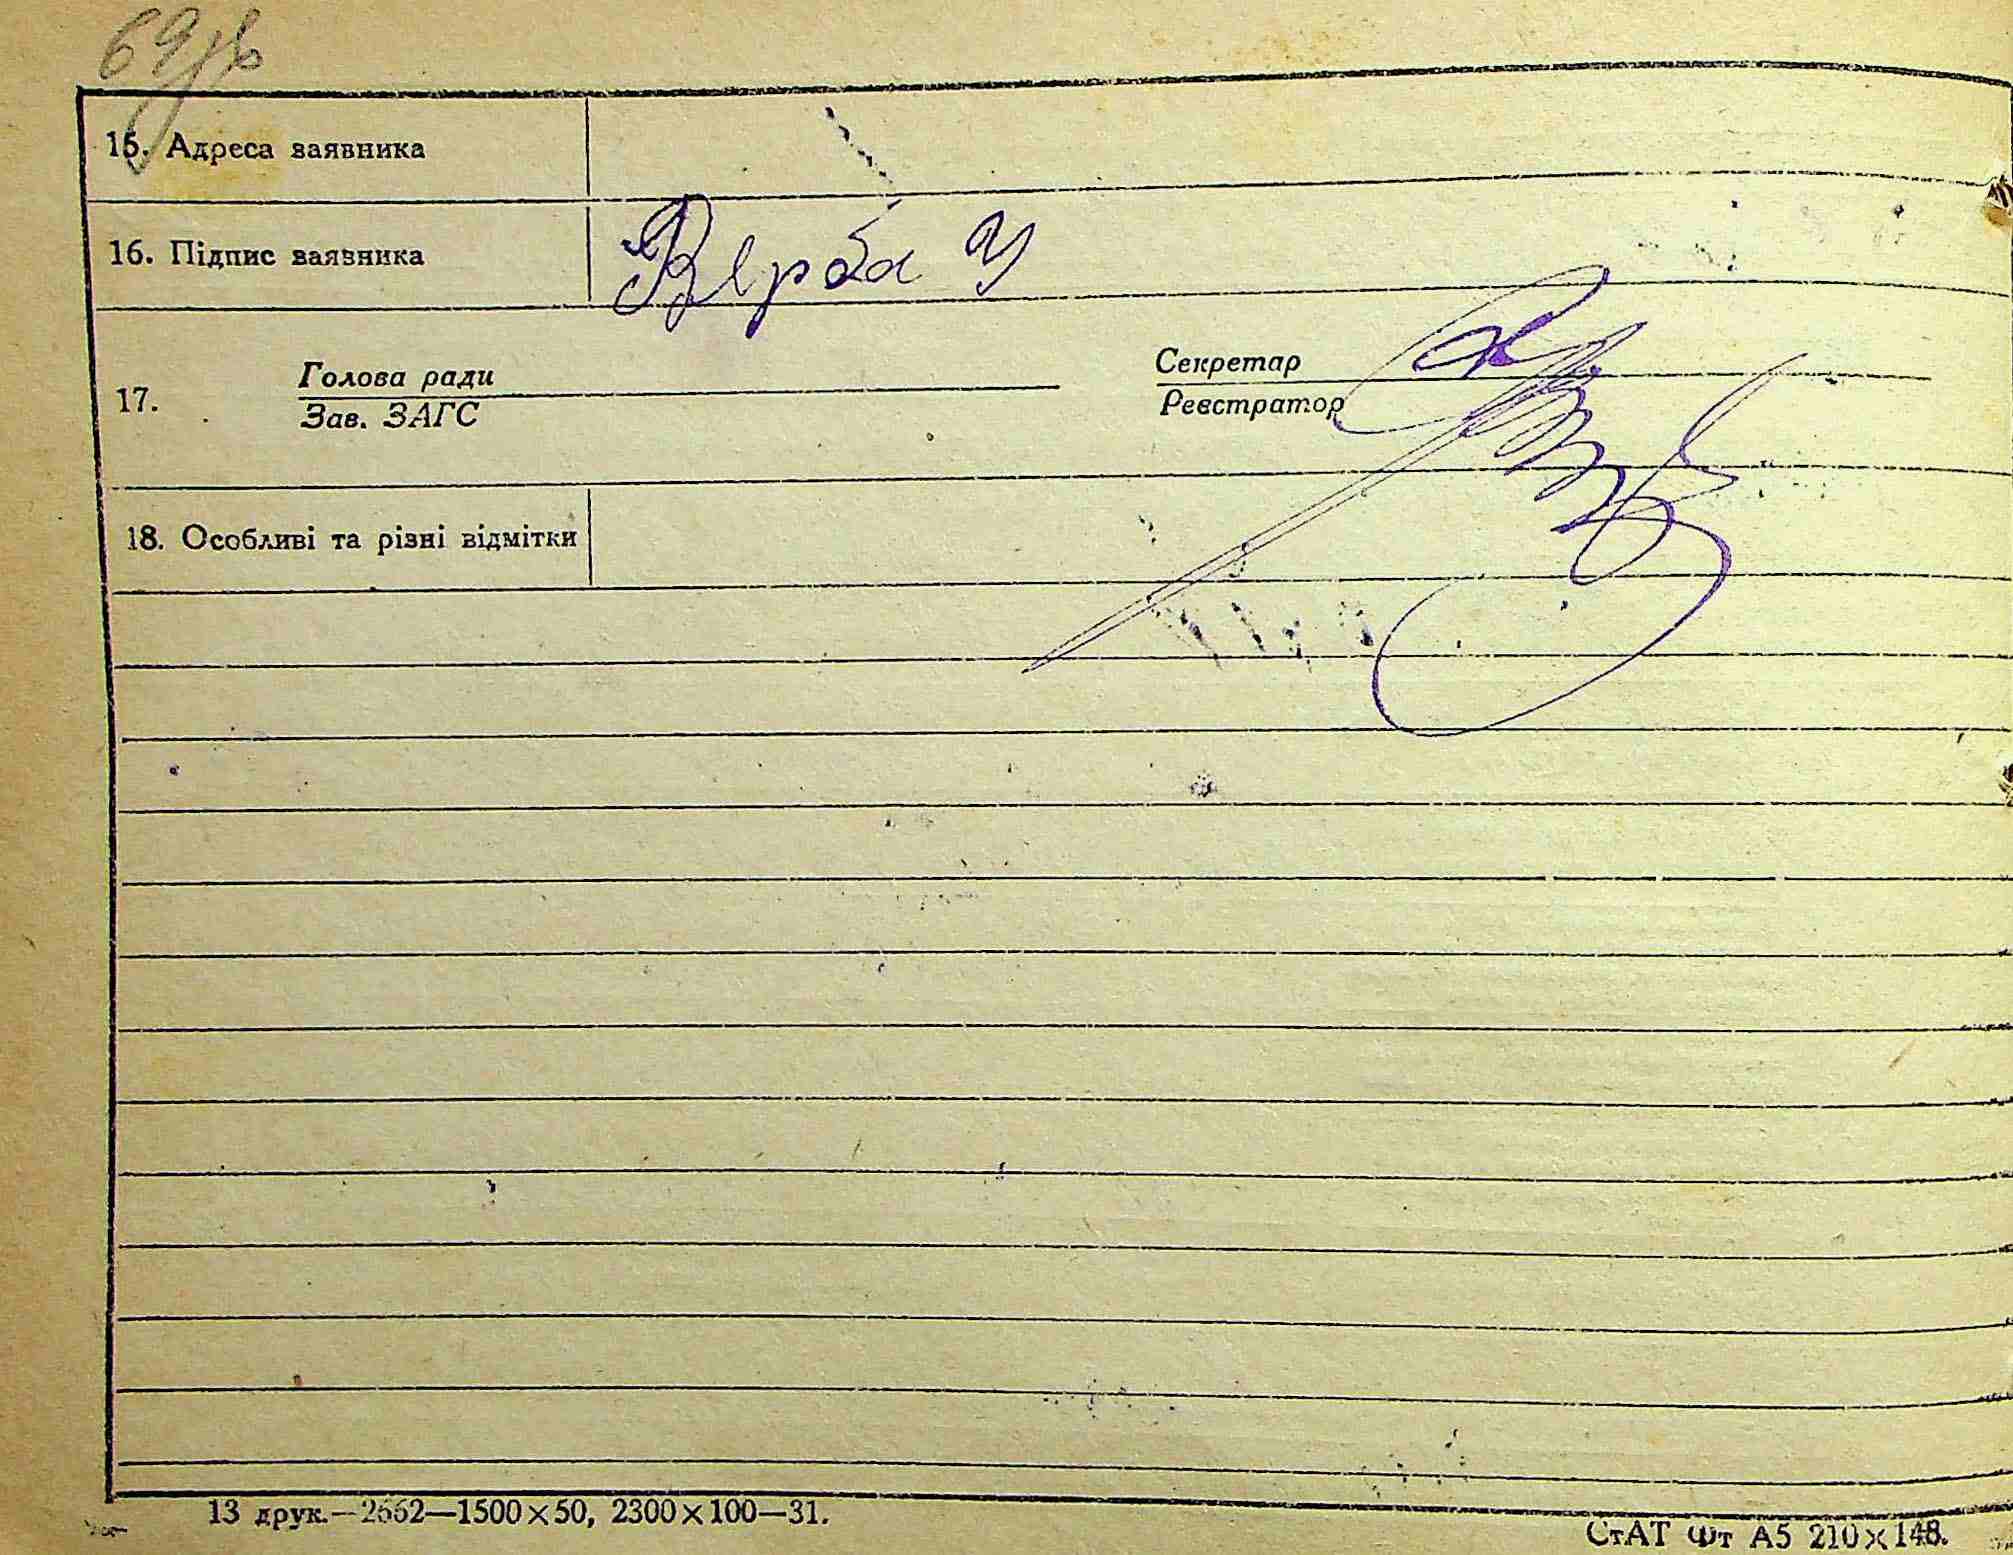 69зв
15. Адреса заявника
16. Підпис заявника Верба У
17. Голова ради Секретар
Зав. ЗАГС Реєстратор
18. Особливі та різні відмітки
13 друк.—2662—1500×50, 2300×100—31.
СтАТ Фт А5 210×148.